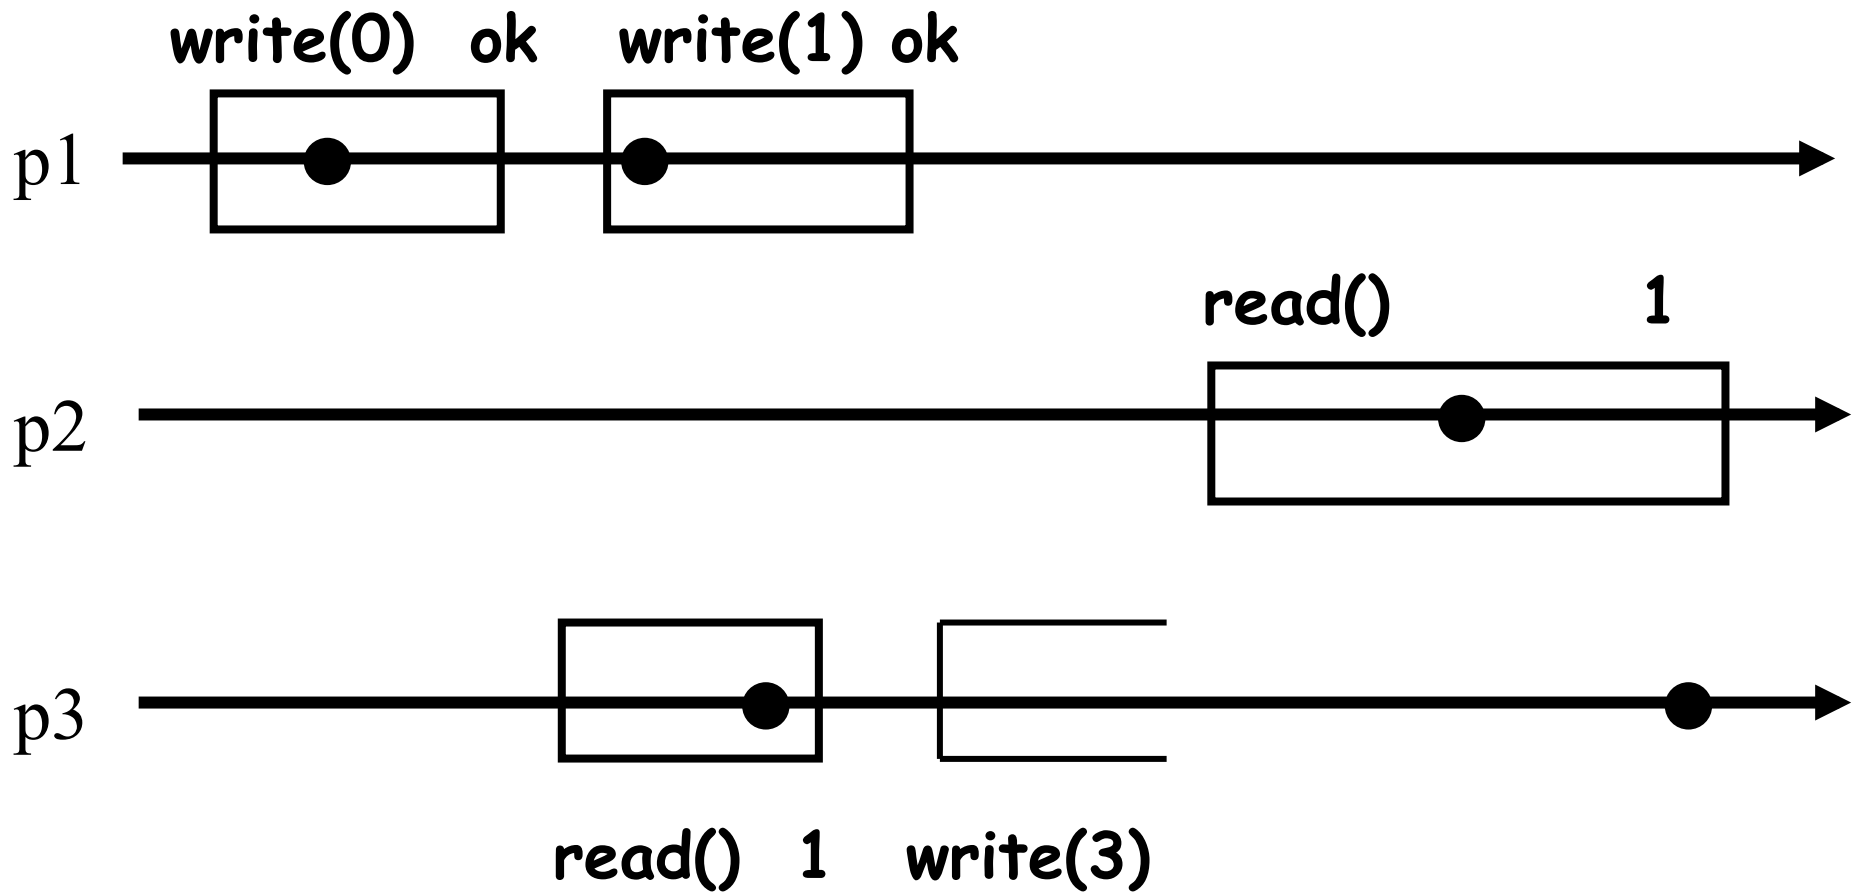 write(0) ok write(1) ok
p1
read() 1
p2
p3
read() 1 write(3)